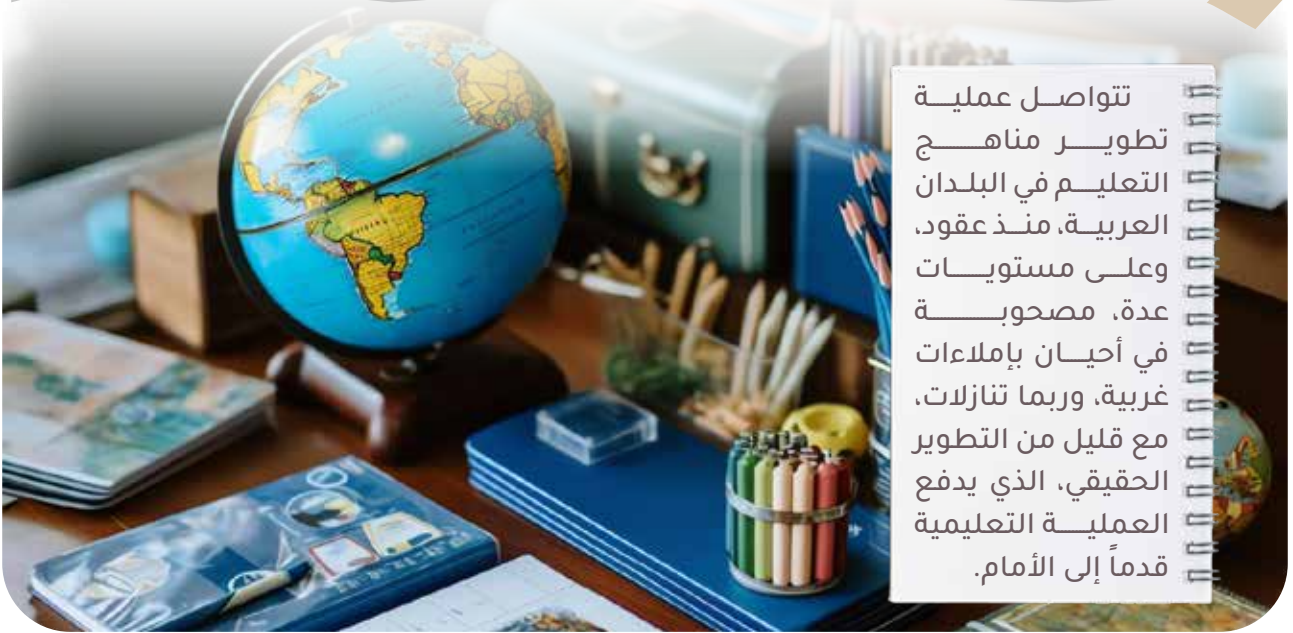 تتواصل عملية
تطوير مناهج
التعليم في البلدان
العربية، منذ عقود،
وعلى مستويات
عدة، مصحوبة
في أحيان بإملاءات
غربية، وربما تنازلات،
مع قليل من التطوير
الحقيقي، الذي يدفع
العملية التعليمية
قدماً إلى الأمام.